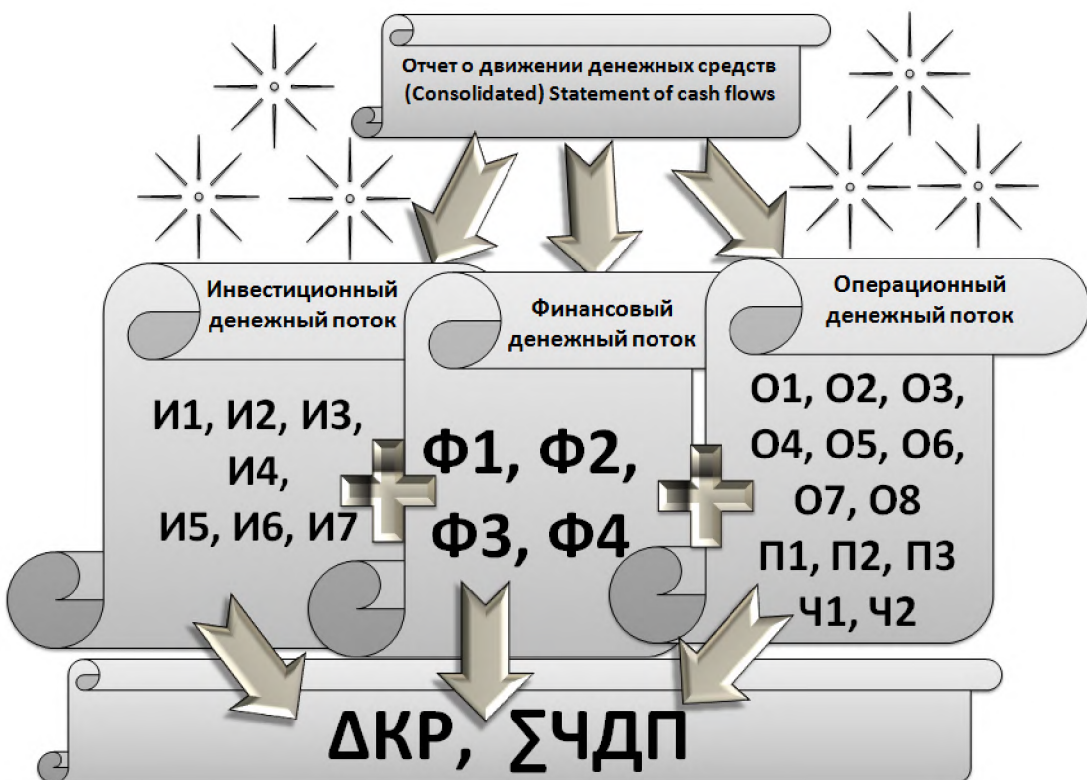 Отчет о движении денежных средств
(Consolidated) Statement of cash flows
Инвестиционный
денежный поток
И1, И2, И3,
И4,
И5, И6, И7
Финансовый
денежный поток
Ф1, Ф2,
Ф3, Ф4
Операционный
денежный поток
О1, О2, О3,
О4, О5, О6,
О7, О8
П1, П2, П3
Ч1, Ч2
ΔКР, ∑ЧДП